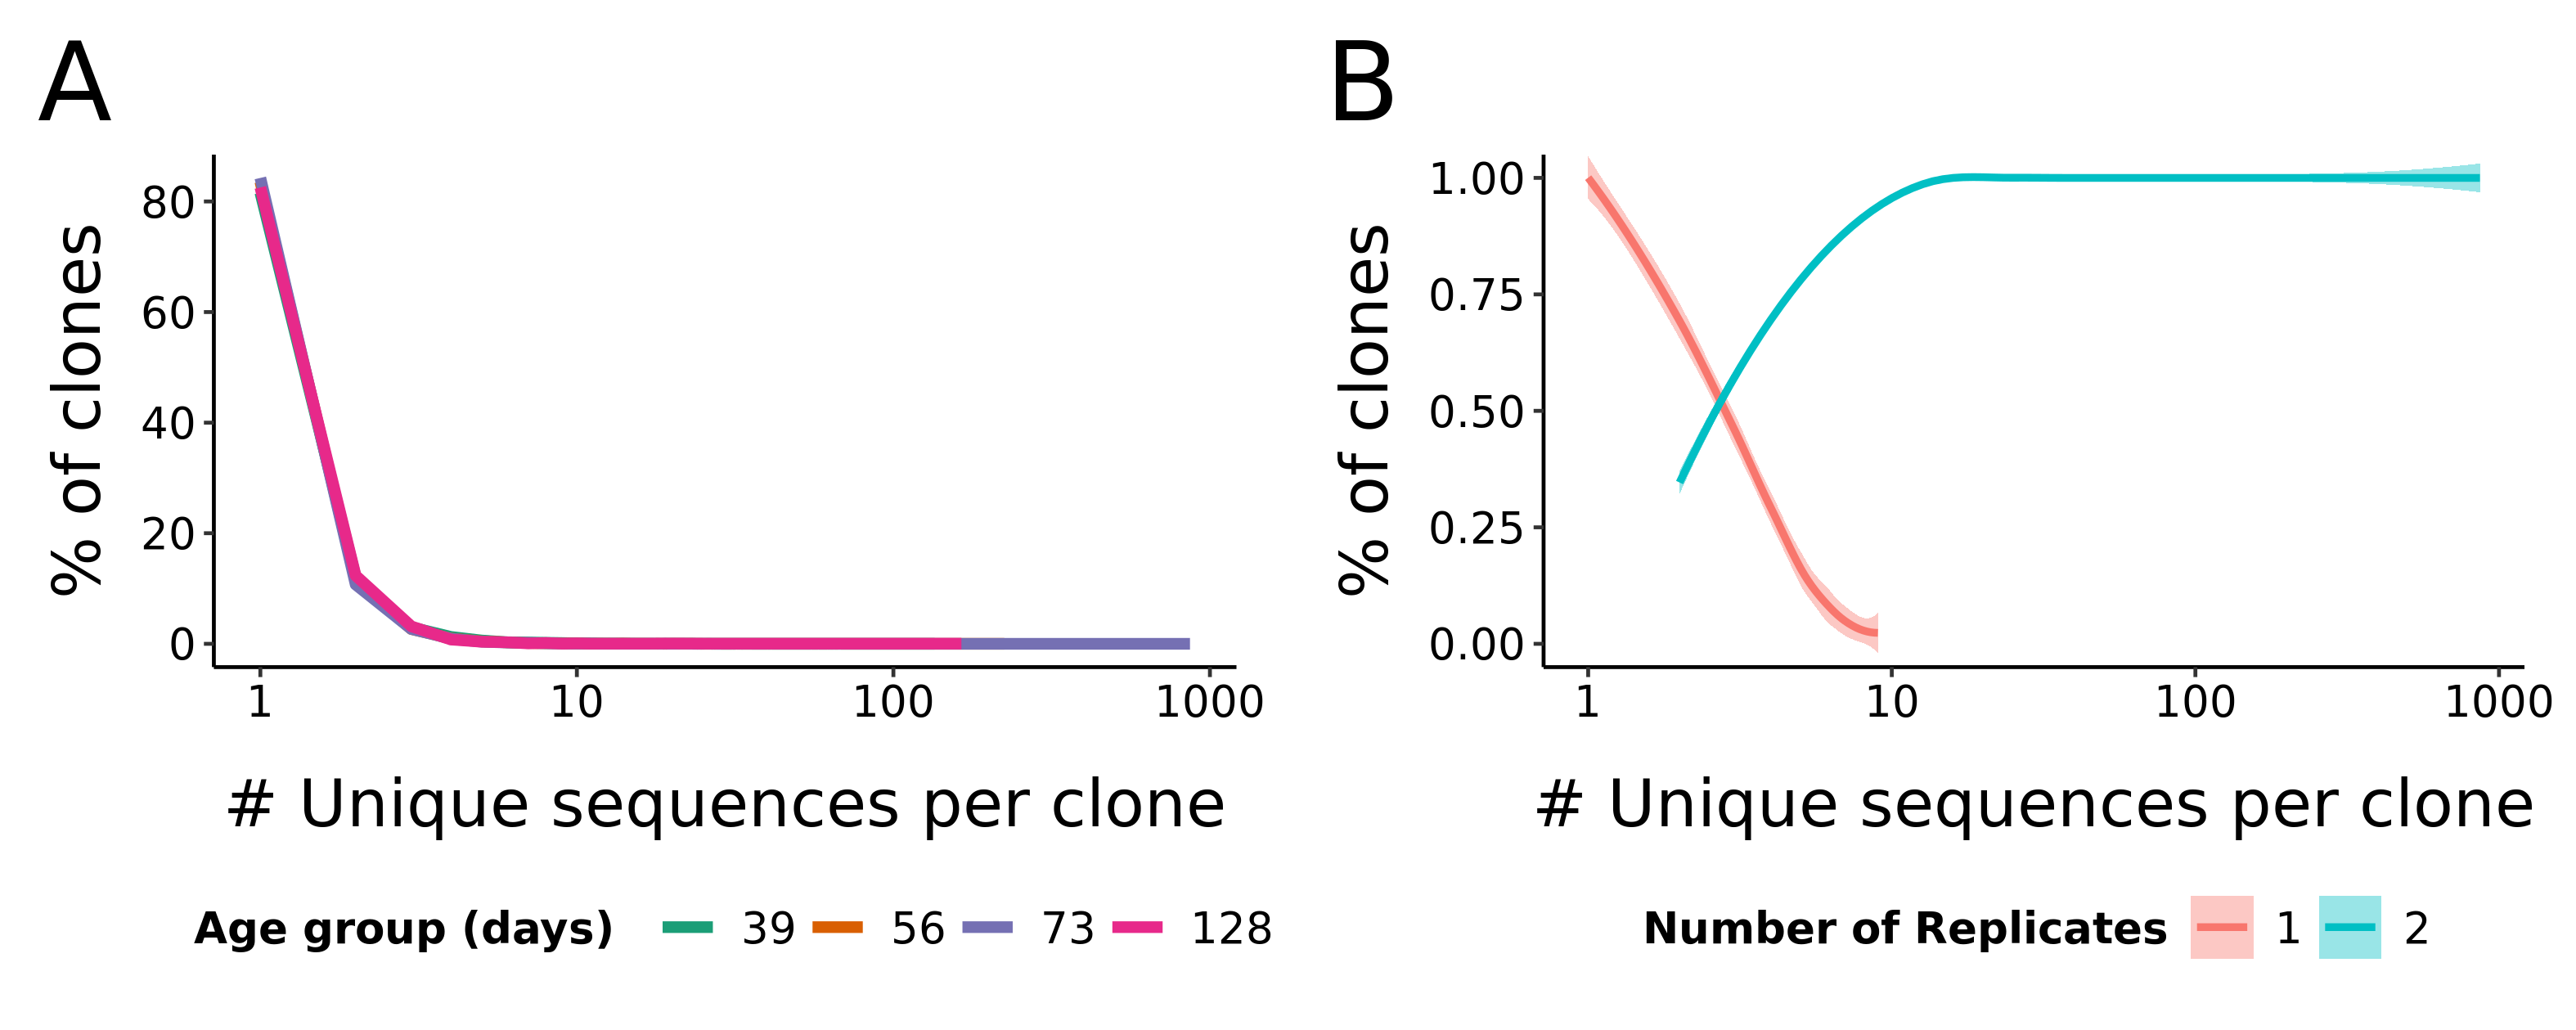 A
% of clones
80
60
40
20
0
1 10 100 1000
# Unique sequences per clone
Age group (days) 39 56 73 128
B
% of clones
1.00
0.75
0.50
0.25
0.00
1 10 100 1000
# Unique sequences per clone
Number of Replicates 1 2